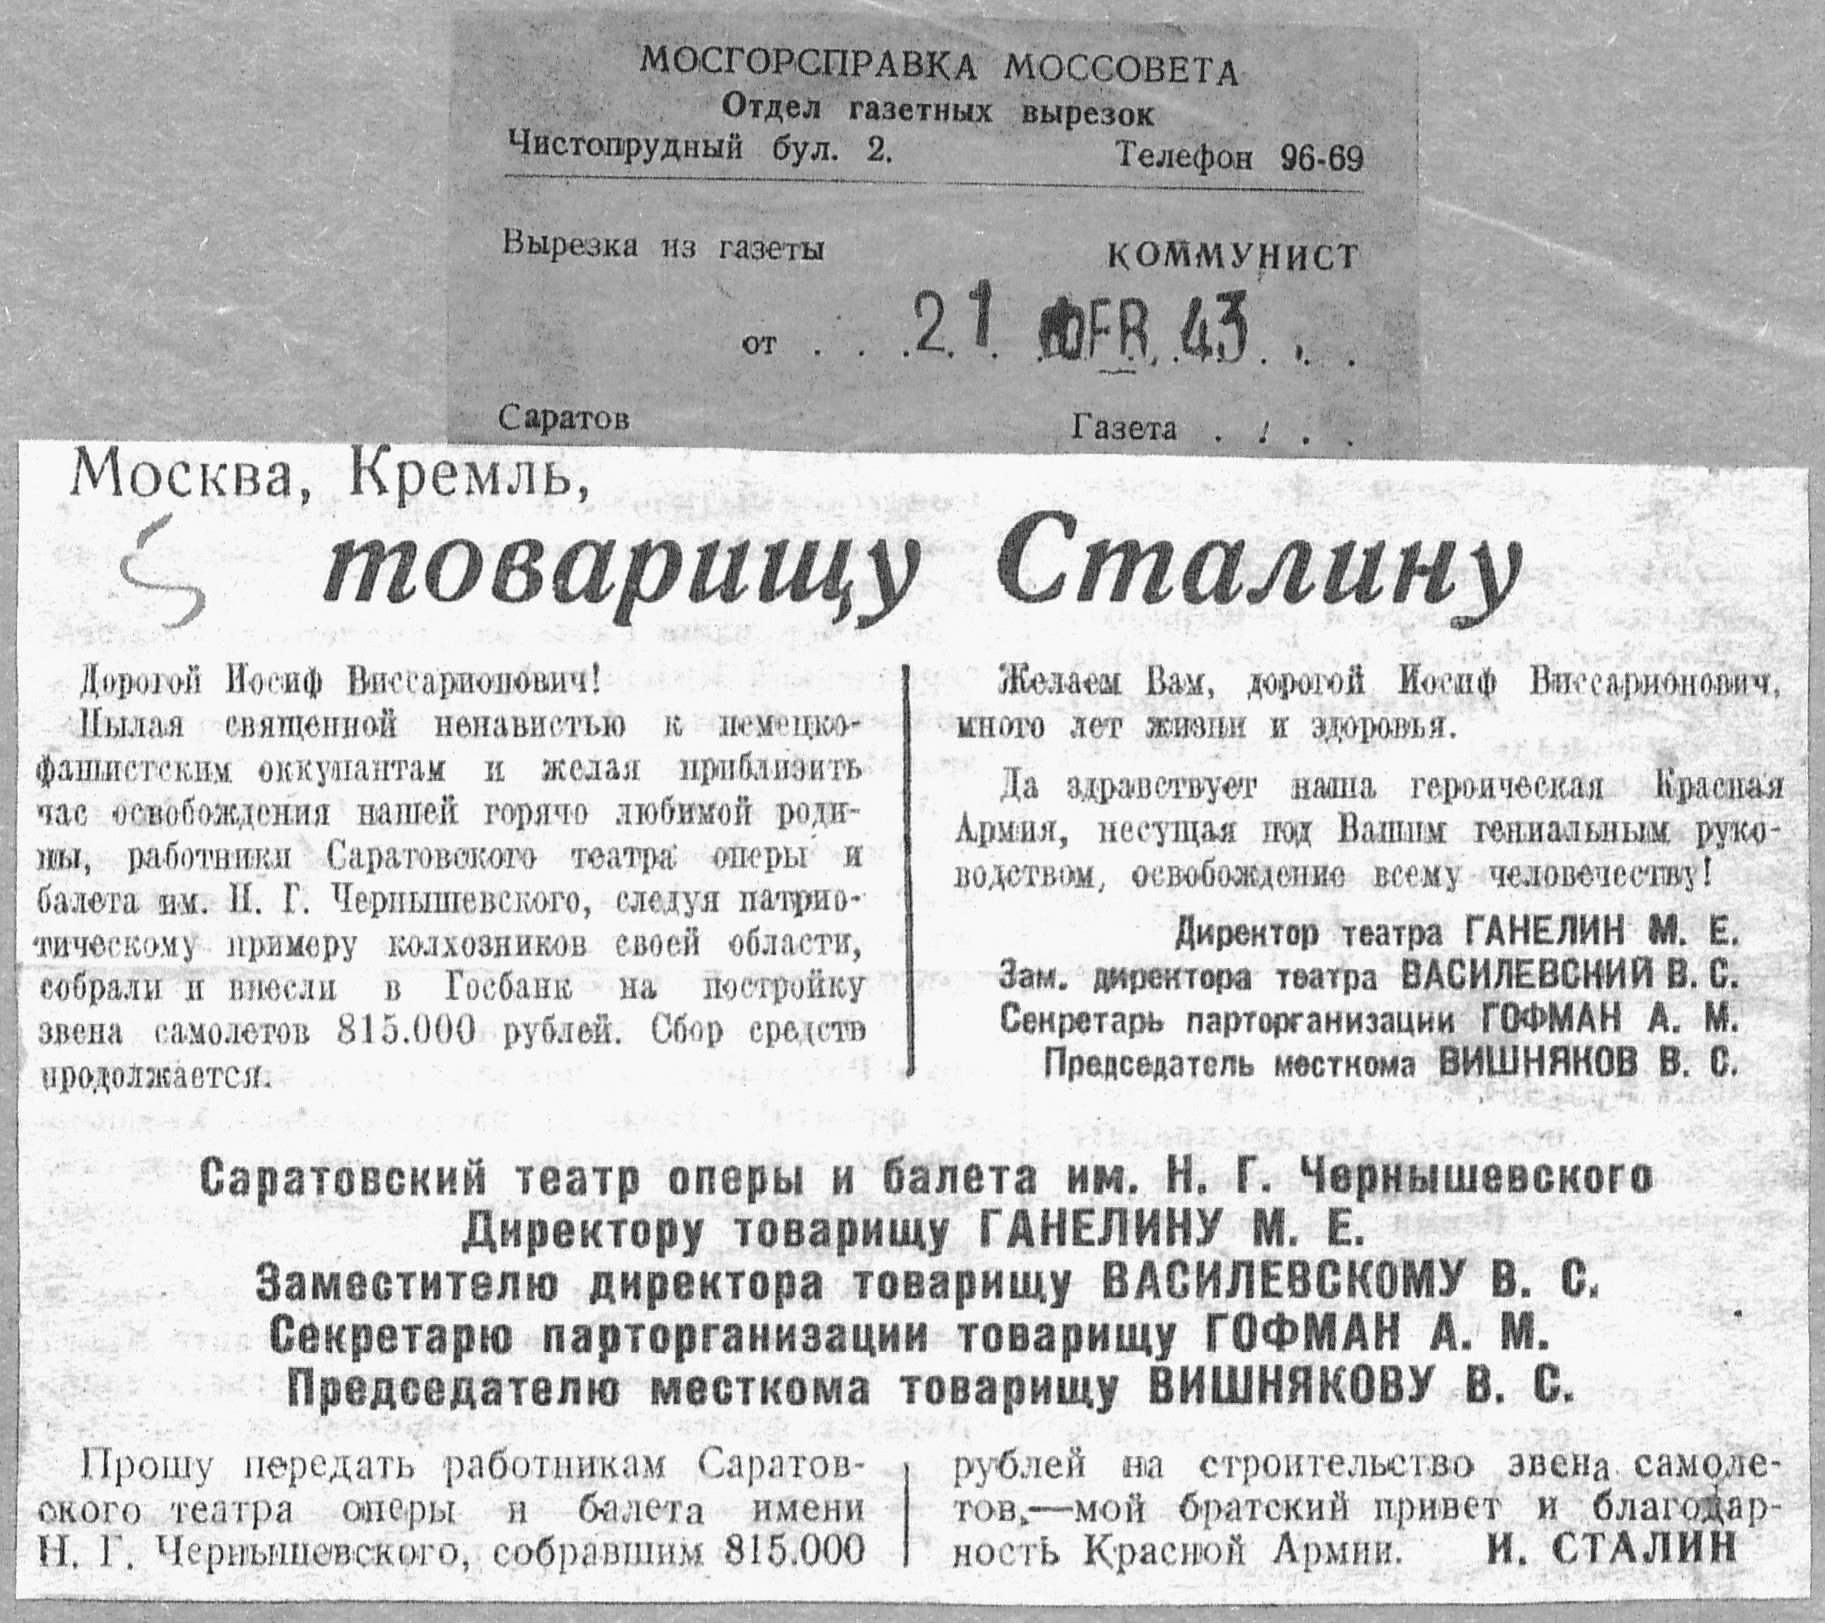 МОСГОРСПРАВКА МОССОВЕТА
Отдел газетных вырезок
Чистопрудный бул. 2. Телефон 96-69
Вырезка из газеты КОММУНИСТ
от . . . 21 ФЕВ. 43 . . .
Саратов Газета . . . .
Москва, Кремль,
товарищу Сталину
Дорогой Иосиф Виссарионович!
Пылая священной ненавистью к немецко-
фашистским оккупантам и желая приблизить
час освобождения нашей горячо любимой роди-
ны, работники Саратовского театра оперы и
балета им. Н. Г. Чернышевского, следуя патрио-
тическому примеру колхозников своей области,
собрали и внесли в Госбанк на постройку
звена самолетов 815.000 рублей. Сбор средств
продолжается.
Желаем Вам, дорогой Иосиф Виссарионович,
много лет жизни и здоровья.
Да здравствует наша героическая Красная
Армия, несущая под Вашим гениальным руко-
водством, освобождение всему человечеству!
Директор театра ГАНЕЛИН М. Е.
Зам. директора театра ВАСИЛЕВСКИЙ В. С.
Секретарь парторганизации ГОФМАН А. М.
Председатель месткома ВИШНЯКОВ В. С.
Саратовский театр оперы и балета им. Н. Г. Чернышевского
Директору товарищу ГАНЕЛИНУ М. Е.
Заместителю директора товарищу ВАСИЛЕВСКОМУ В. С.
Секретарю парторганизации товарищу ГОФМАН А. М.
Председателю месткома товарищу ВИШНЯКОВУ В. С.
Прошу передать работникам Саратов-
ского театра оперы и балета имени
Н. Г. Чернышевского, собравшим 815.000
рублей на строительство звена самоле-
тов,—мой братский привет и благодар-
ность Красной Армии. И. СТАЛИН